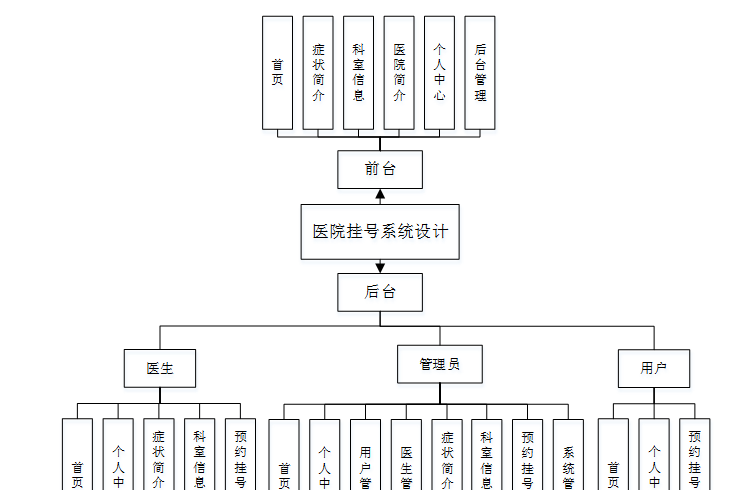 首页
症状简介
科室信息
医院简介
个人中心
后台管理
前台
医院挂号系统设计
后台
医生
管理员
用户
首页
个人中
症状简介
科室信息
预约挂号
首页
个人中
用户管
医生管
症状简介
科室信息
预约挂号
系统管
首页
个人中
预约挂号